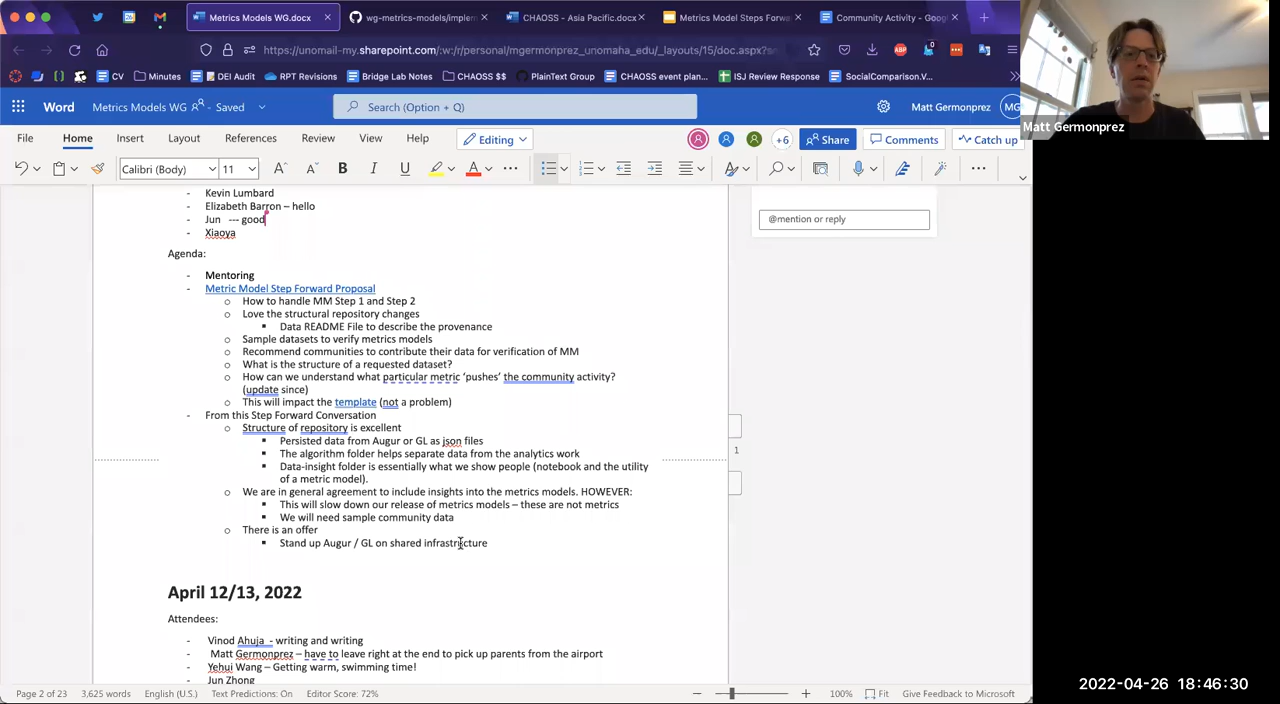 Metrics Models WG.docx
wg-metrics-models/implem
CHAOSS - Asia Pacific.docx
Metrics Model Steps Forwa
Community Activity - Goog
https://unomail-my.sharepoint.com/:w:/r/personal/mgermonprez_unomaha_edu/_layouts/15/doc.aspx?s
CV
Minutes
DEI Audit
RPT Revisions
Bridge Lab Notes
CHAOSS $$
PlainText Group
CHAOSS event plan...
ISJ Review Response
SocialComparison.V...
Word
Metrics Models WG - Saved
Search (Option + Q)
Matt Germonprez
MG
Matt Germonprez
File
Home
Insert
Layout
References
Review
View
Help
Editing
+6
Share
Comments
Catch up
Calibri (Body)
11
Kevin Lumbard
Elizabeth Barron – hello
Jun --- good
Xiaoya
@mention or reply
Agenda:
- Mentoring
- Metric Model Step Forward Proposal
o How to handle MM Step 1 and Step 2
o Love the structural repository changes
▪ Data README File to describe the provenance
o Sample datasets to verify metrics models
o Recommend communities to contribute their data for verification of MM
o What is the structure of a requested dataset?
o How can we understand what particular metric ‘pushes’ the community activity?
(update since)
o This will impact the template (not a problem)
- From this Step Forward Conversation
o Structure of repository is excellent
▪ Persisted data from Augur or GL as json files
▪ The algorithm folder helps separate data from the analytics work
▪ Data-insight folder is essentially what we show people (notebook and the utility
of a metric model).
o We are in general agreement to include insights into the metrics models. HOWEVER:
▪ This will slow down our release of metrics models – these are not metrics
▪ We will need sample community data
o There is an offer
▪ Stand up Augur / GL on shared infrastructure
1
April 12/13, 2022
Attendees:
- Vinod Ahuja - writing and writing
- Matt Germonprez – have to leave right at the end to pick up parents from the airport
- Yehui Wang – Getting warm, swimming time!
- Jun Zhong
Page 2 of 23
3,625 words
English (U.S.)
Text Predictions: On
Editor Score: 72%
100%
Fit
Give Feedback to Microsoft
2022-04-26 18:46:30